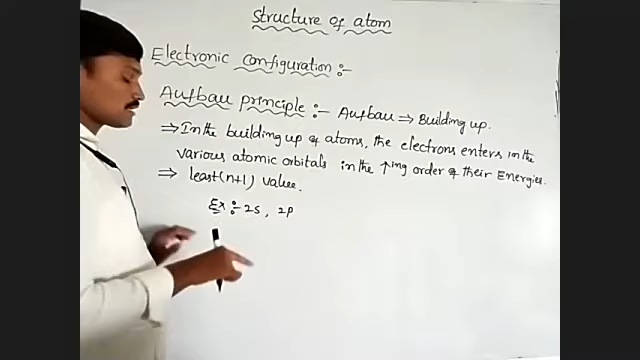 Structure of atom
Electronic configuration :-
Aufbau principle :- Aufbau ⇒ Building up.
⇒ In the building up of atoms, the electrons enters in the
various atomic orbitals in the ↑ing order of their Energies.
⇒ least (n+l) value.
Ex :- 2s, 2p